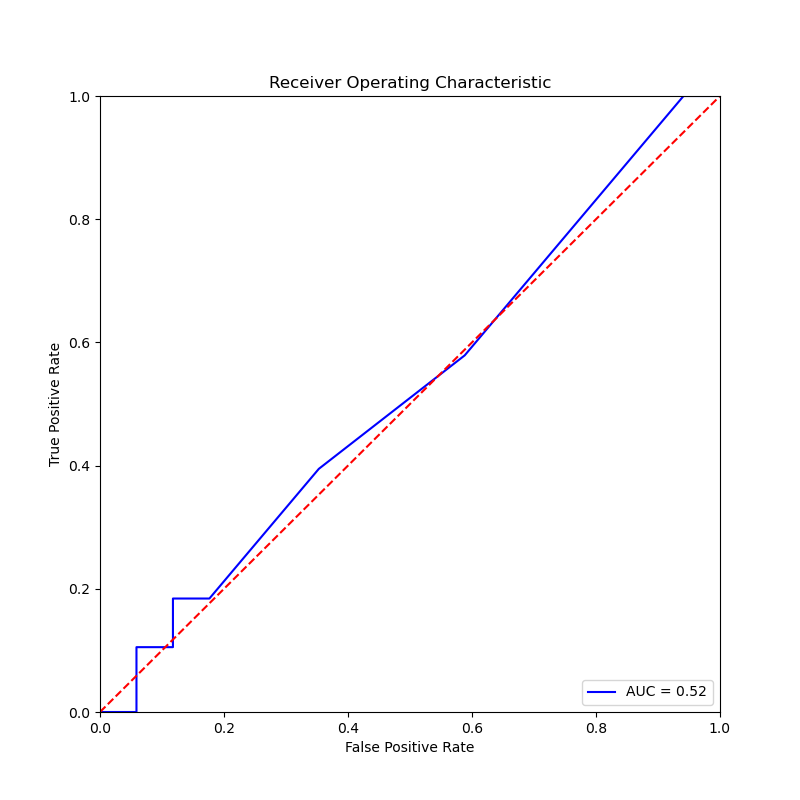 Receiver Operating Characteristic
True Positive Rate
1.0
0.8
0.6
0.4
0.2
0.0
AUC = 0.52
0.0 0.2 0.4 0.6 0.8 1.0
False Positive Rate